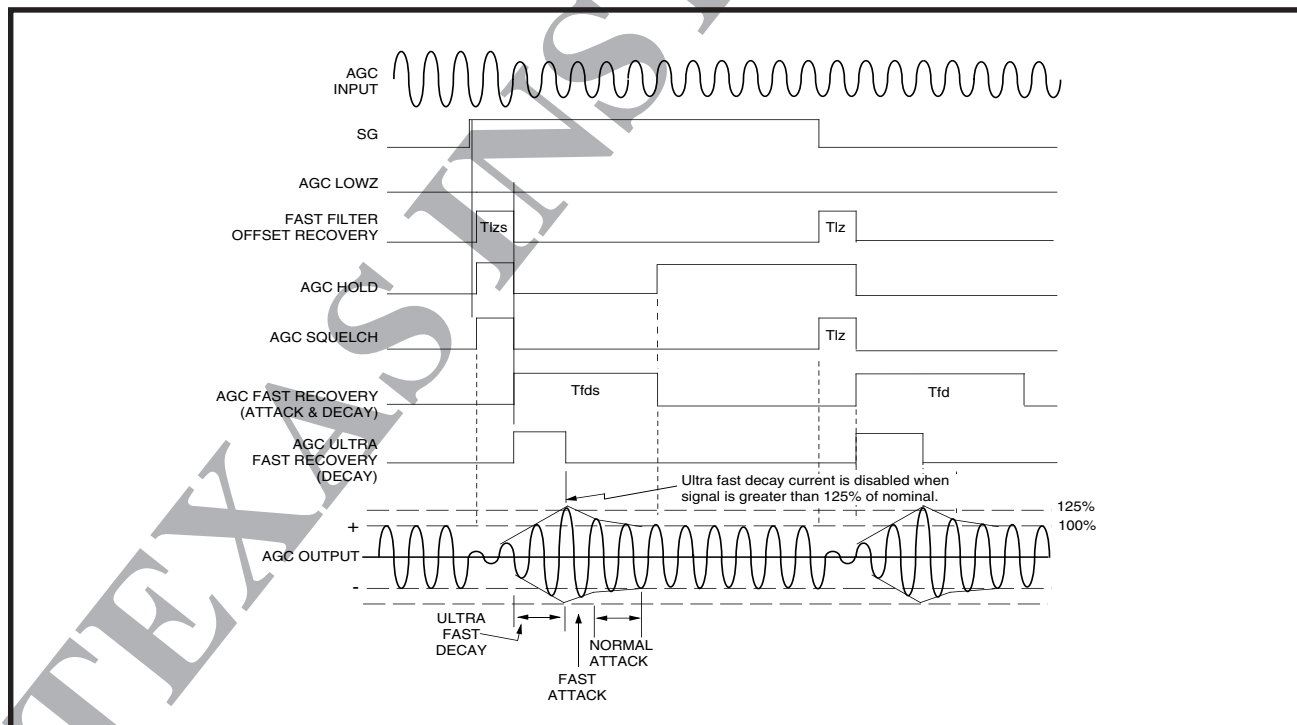 AGC
INPUT
SG
AGC LOWZ
FAST FILTER
OFFSET RECOVERY
Tlzs
Tlz
AGC HOLD
AGC SQUELCH
Tlz
AGC FAST RECOVERY
(ATTACK & DECAY)
Tfds
Tfd
AGC ULTRA
FAST RECOVERY
(DECAY)
Ultra fast decay current is disabled when
signal is greater than 125% of nominal.
125%
+
100%
AGC OUTPUT
-
ULTRA
FAST
DECAY
NORMAL
ATTACK
FAST
ATTACK
TEXAS INS